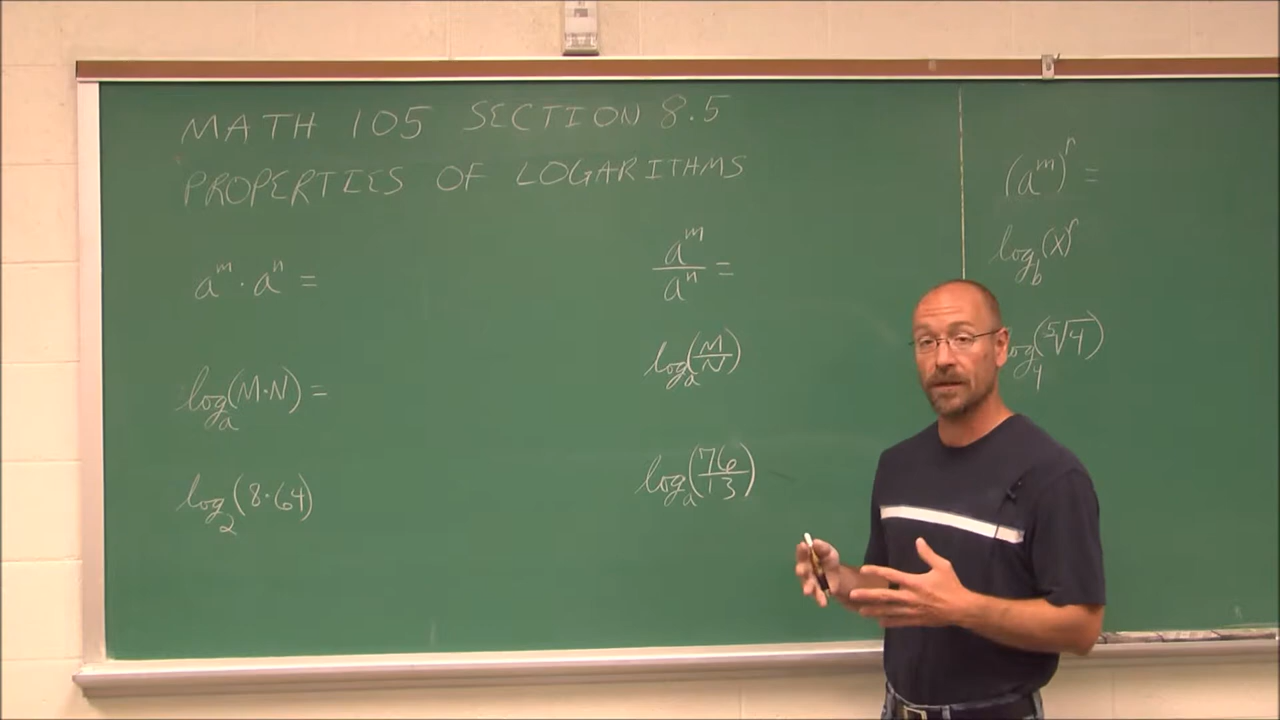 MATH 105 SECTION 8.5
PROPERTIES OF LOGARITHMS
a^m · a^n =
log_a(M·N) =
log_2(8·64)
a^m/a^n =
log_a(M/N)
log_a(76/13)
(a^m)^r =
log_b(x)^r
log_4(⁵√4)